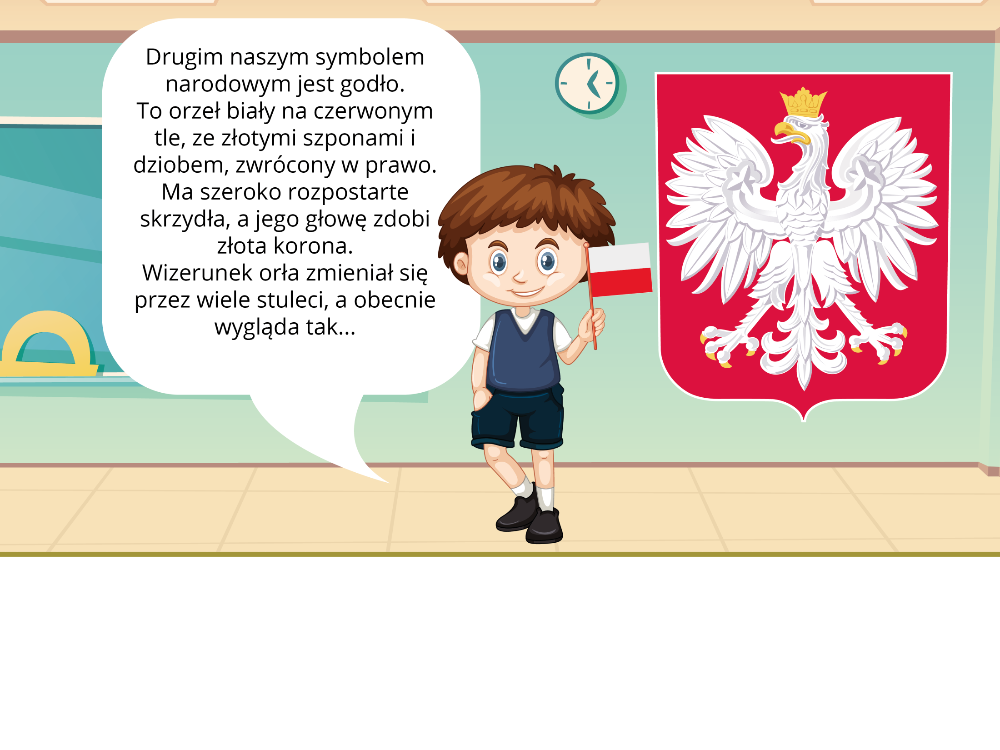 Drugim naszym symbolem
narodowym jest godło.
To orzeł biały na czerwonym
tle, ze złotymi szponami i
dziobem, zwrócony w prawo.
Ma szeroko rozpostarte
skrzydła, a jego głowę zdobi
złota korona.
Wizerunek orła zmieniał się
przez wiele stuleci, a obecnie
wygląda tak...